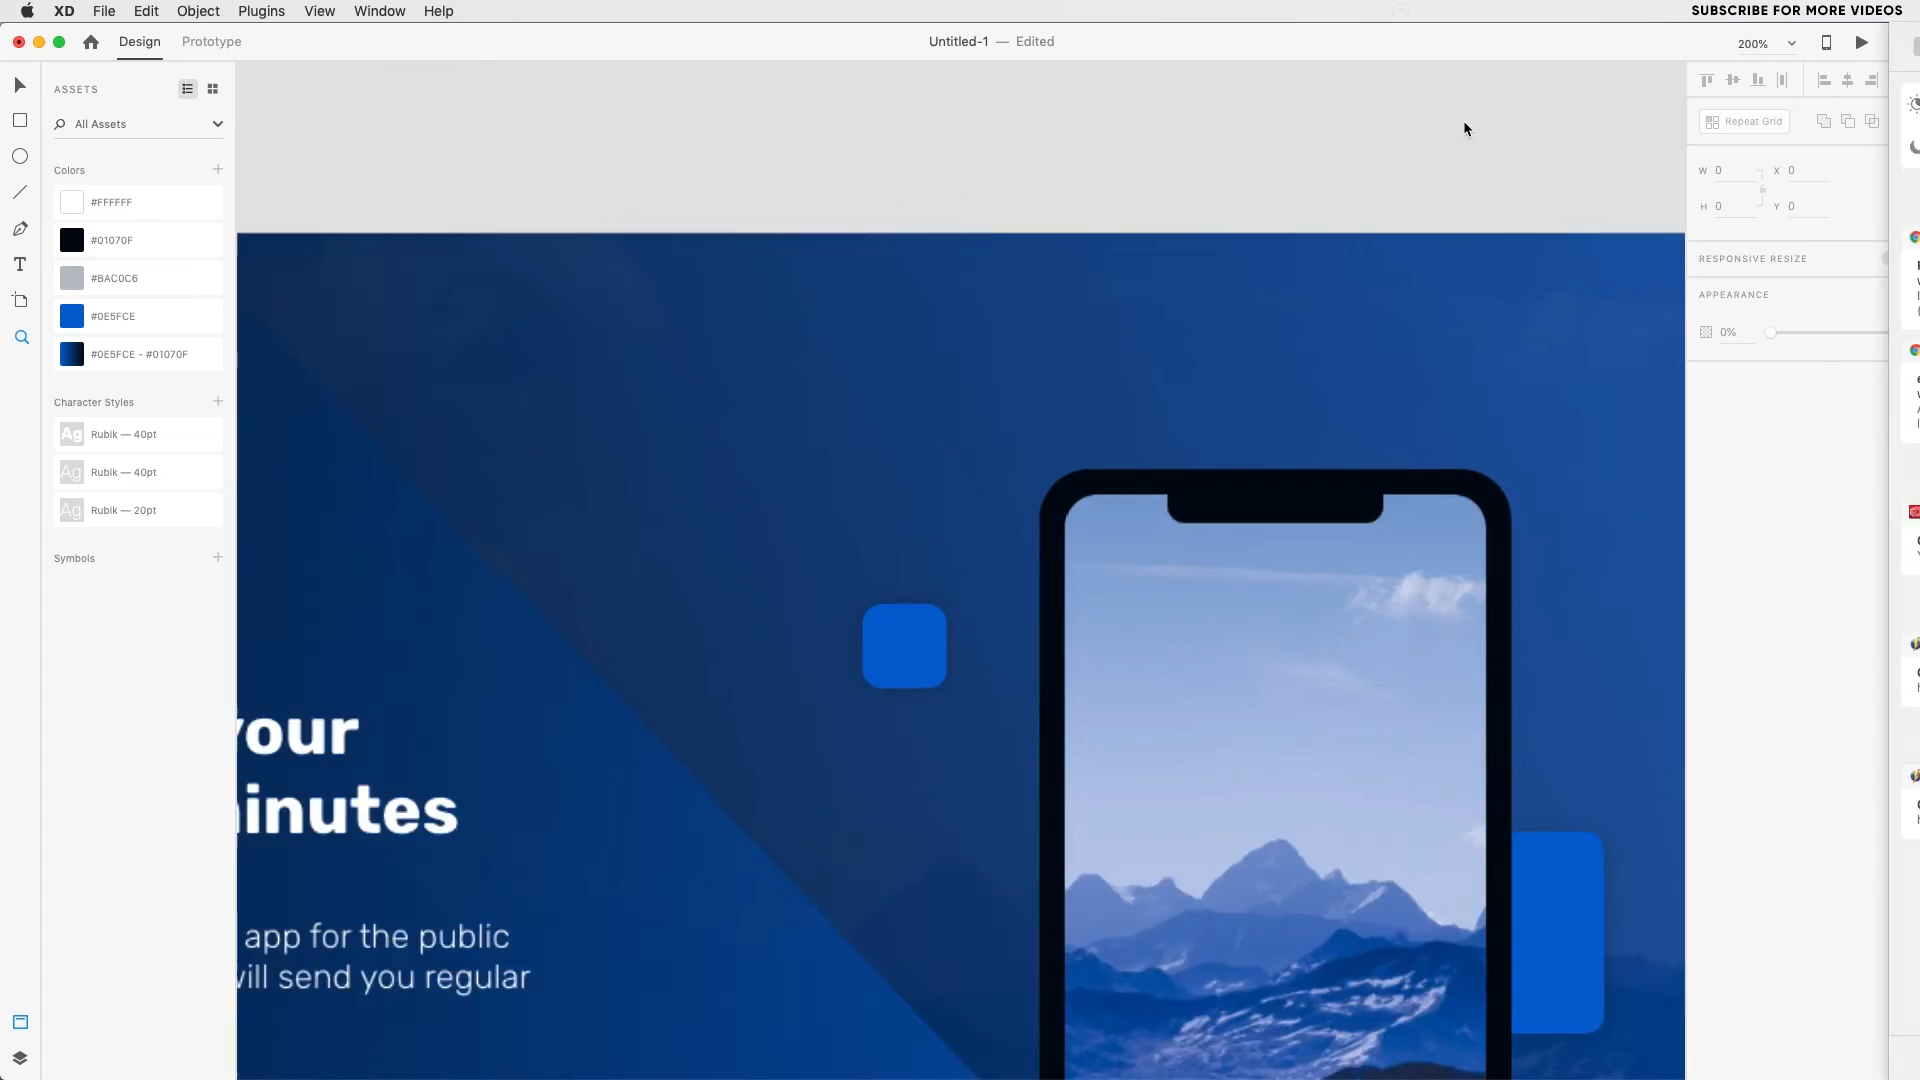 XD File Edit Object Plugins View Window Help
SUBSCRIBE FOR MORE VIDEOS
Design Prototype
Untitled-1 — Edited
200%
ASSETS
All Assets
Colors
#FFFFFF
#01070F
#BAC0C6
#0E5FCE
#0E5FCE - #01070F
Character Styles
Ag Rubik — 40pt
Ag Rubik — 40pt
Ag Rubik — 20pt
Symbols
your
inutes
app for the public
will send you regular
Repeat Grid
W 0 X 0
H 0 Y 0
RESPONSIVE RESIZE
APPEARANCE
0%